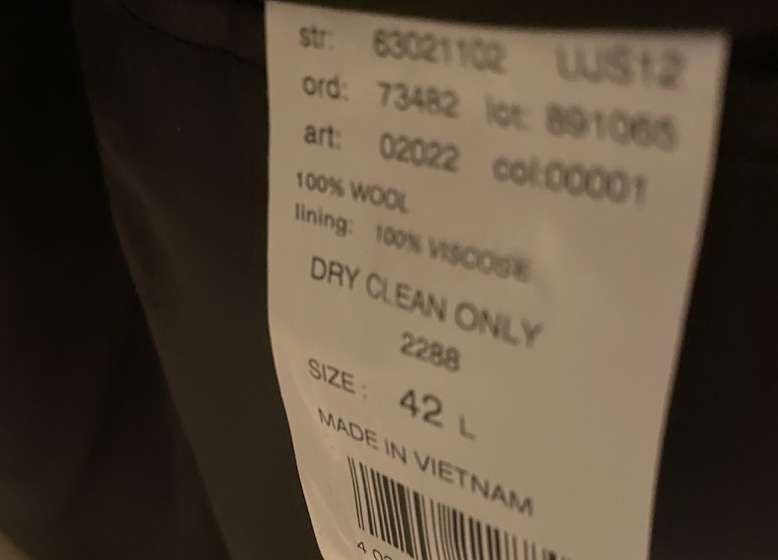 str: 63021102 UJS12
ord: 73482 lot: 891065
art: 02022 col:00001
100% WOOL
lining: 100% VISCOSE
DRY CLEAN ONLY
2288
SIZE: 42 L
MADE IN VIETNAM